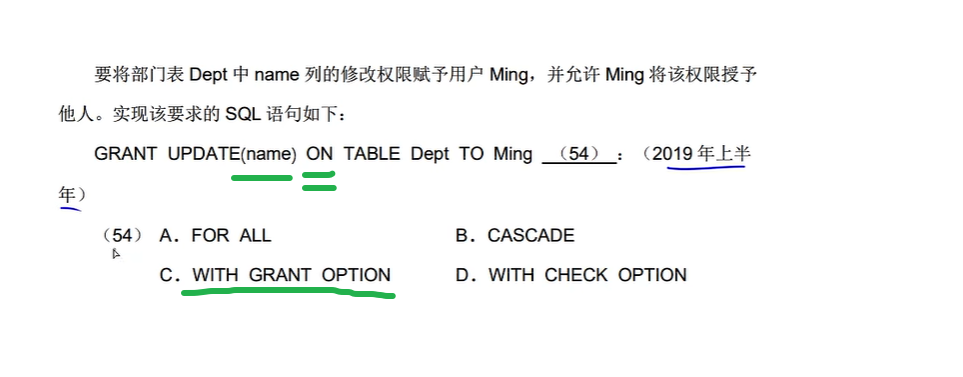 要将部门表 Dept 中 name 列的修改权限赋予用户 Ming，并允许 Ming 将该权限授予
他人。实现该要求的 SQL 语句如下：
GRANT UPDATE(name) ON TABLE Dept TO Ming （54）；（2019 年上半
年）
（54） A．FOR ALL B．CASCADE
C．WITH GRANT OPTION D．WITH CHECK OPTION